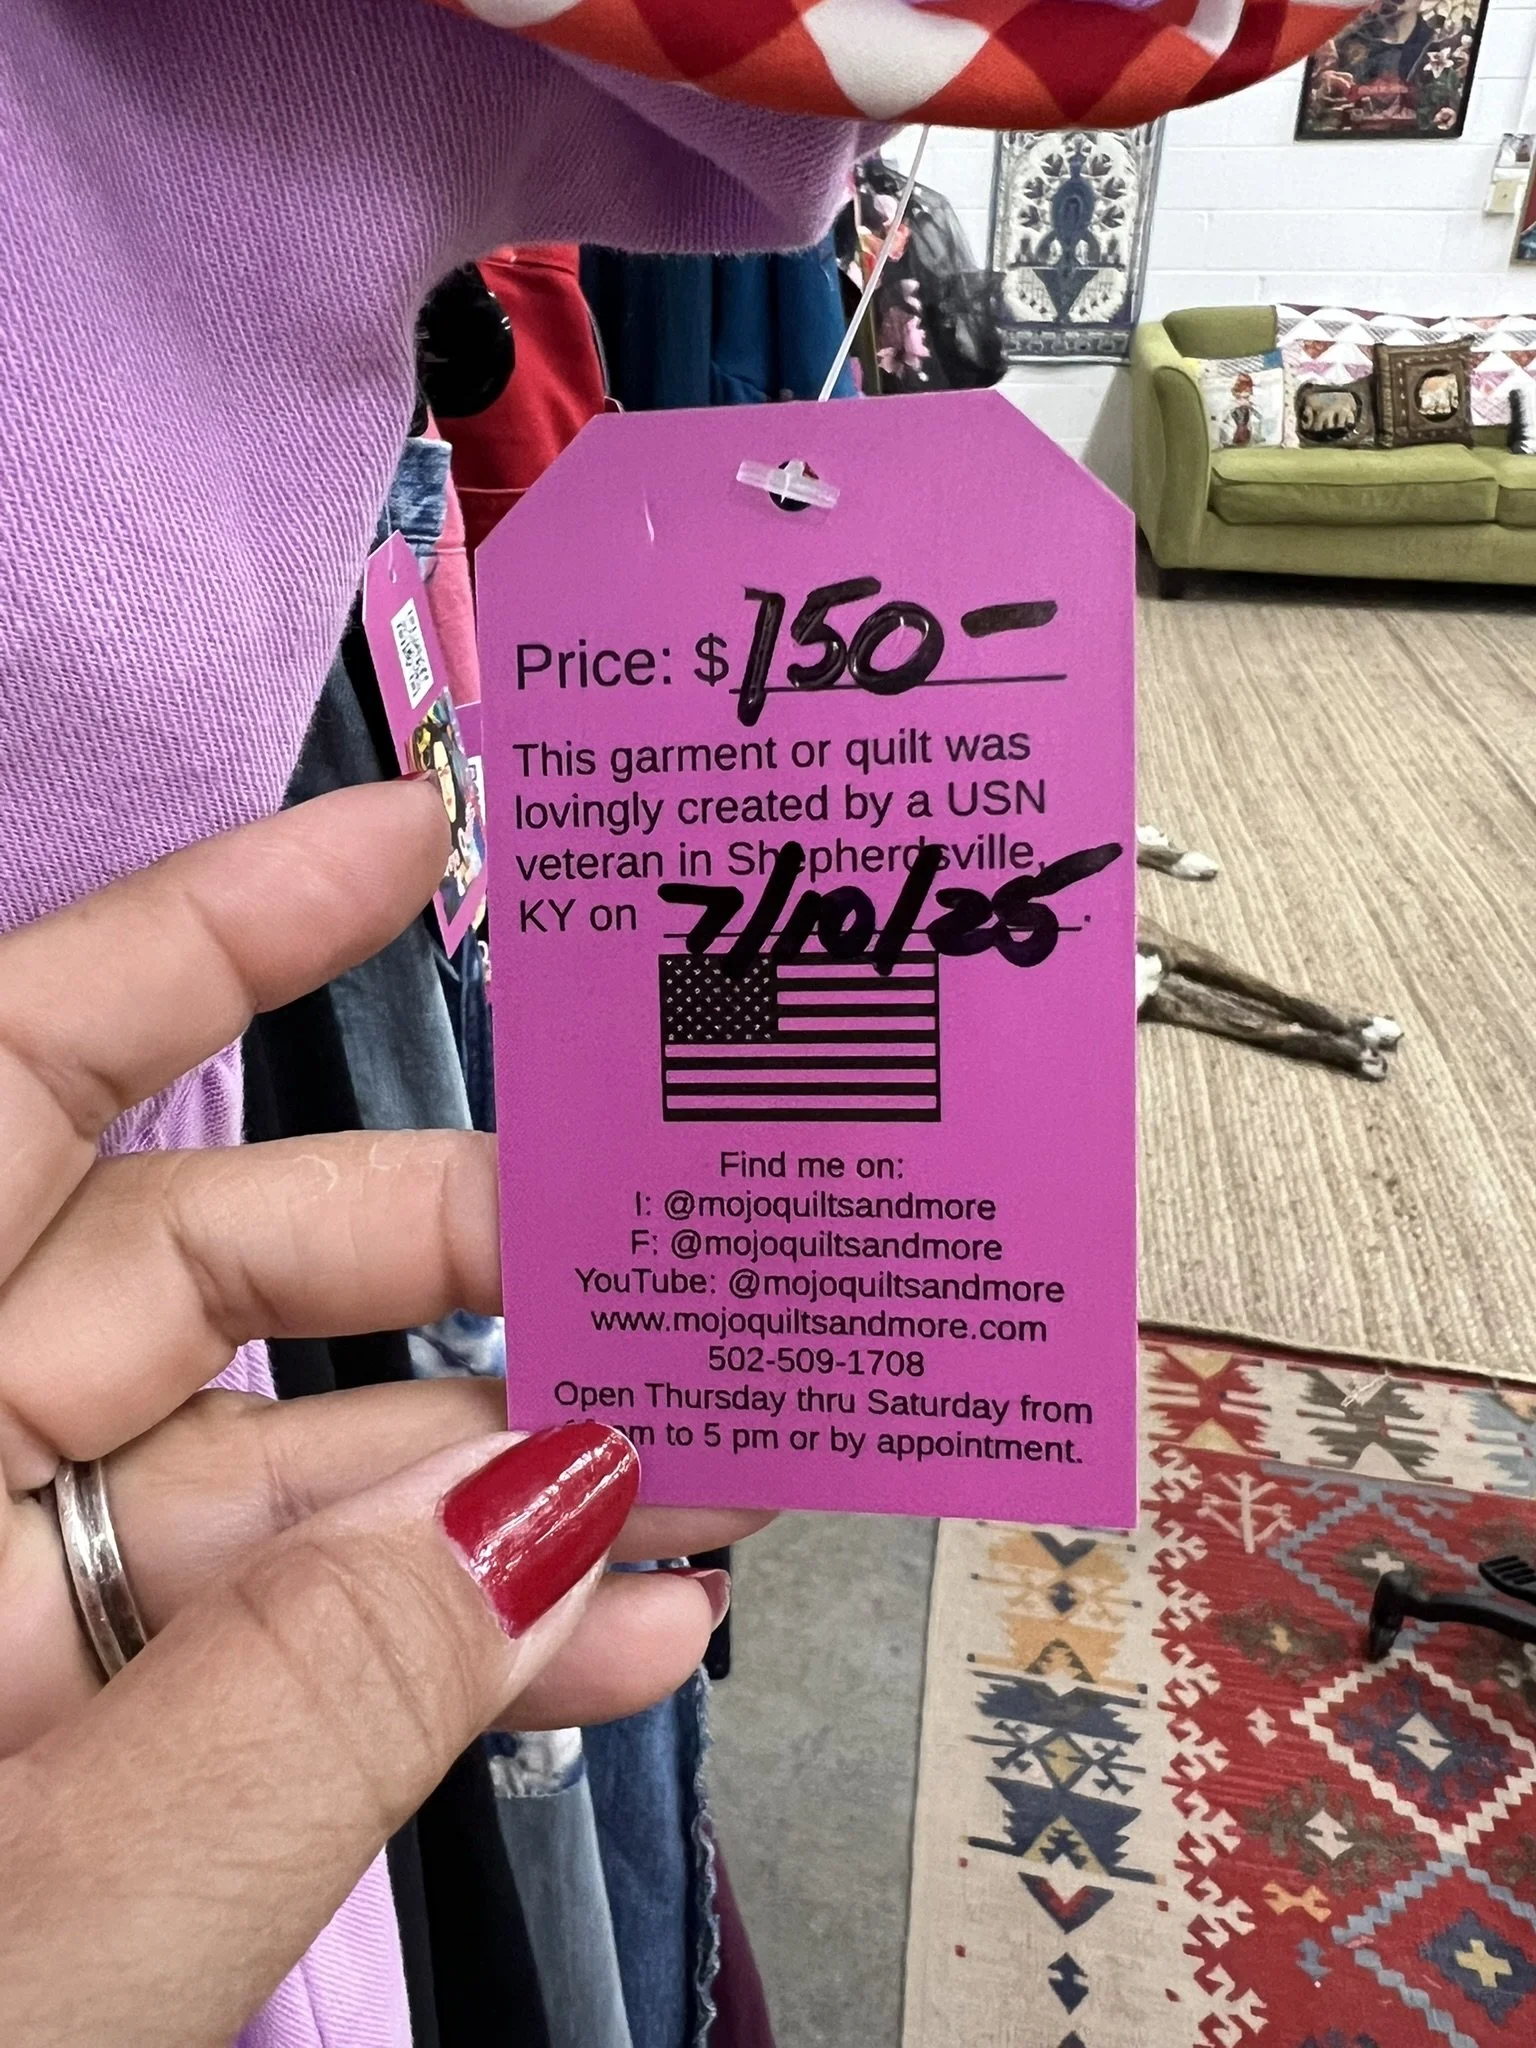 Price: $150-
This garment or quilt was
lovingly created by a USN
veteran in Shepherdsville,
KY on 7/10/25.
Find me on:
I: @mojoquiltsandmore
F: @mojoquiltsandmore
YouTube: @mojoquiltsandmore
www.mojoquiltsandmore.com
502-509-1708
Open Thursday thru Saturday from
to 5 pm or by appointment.